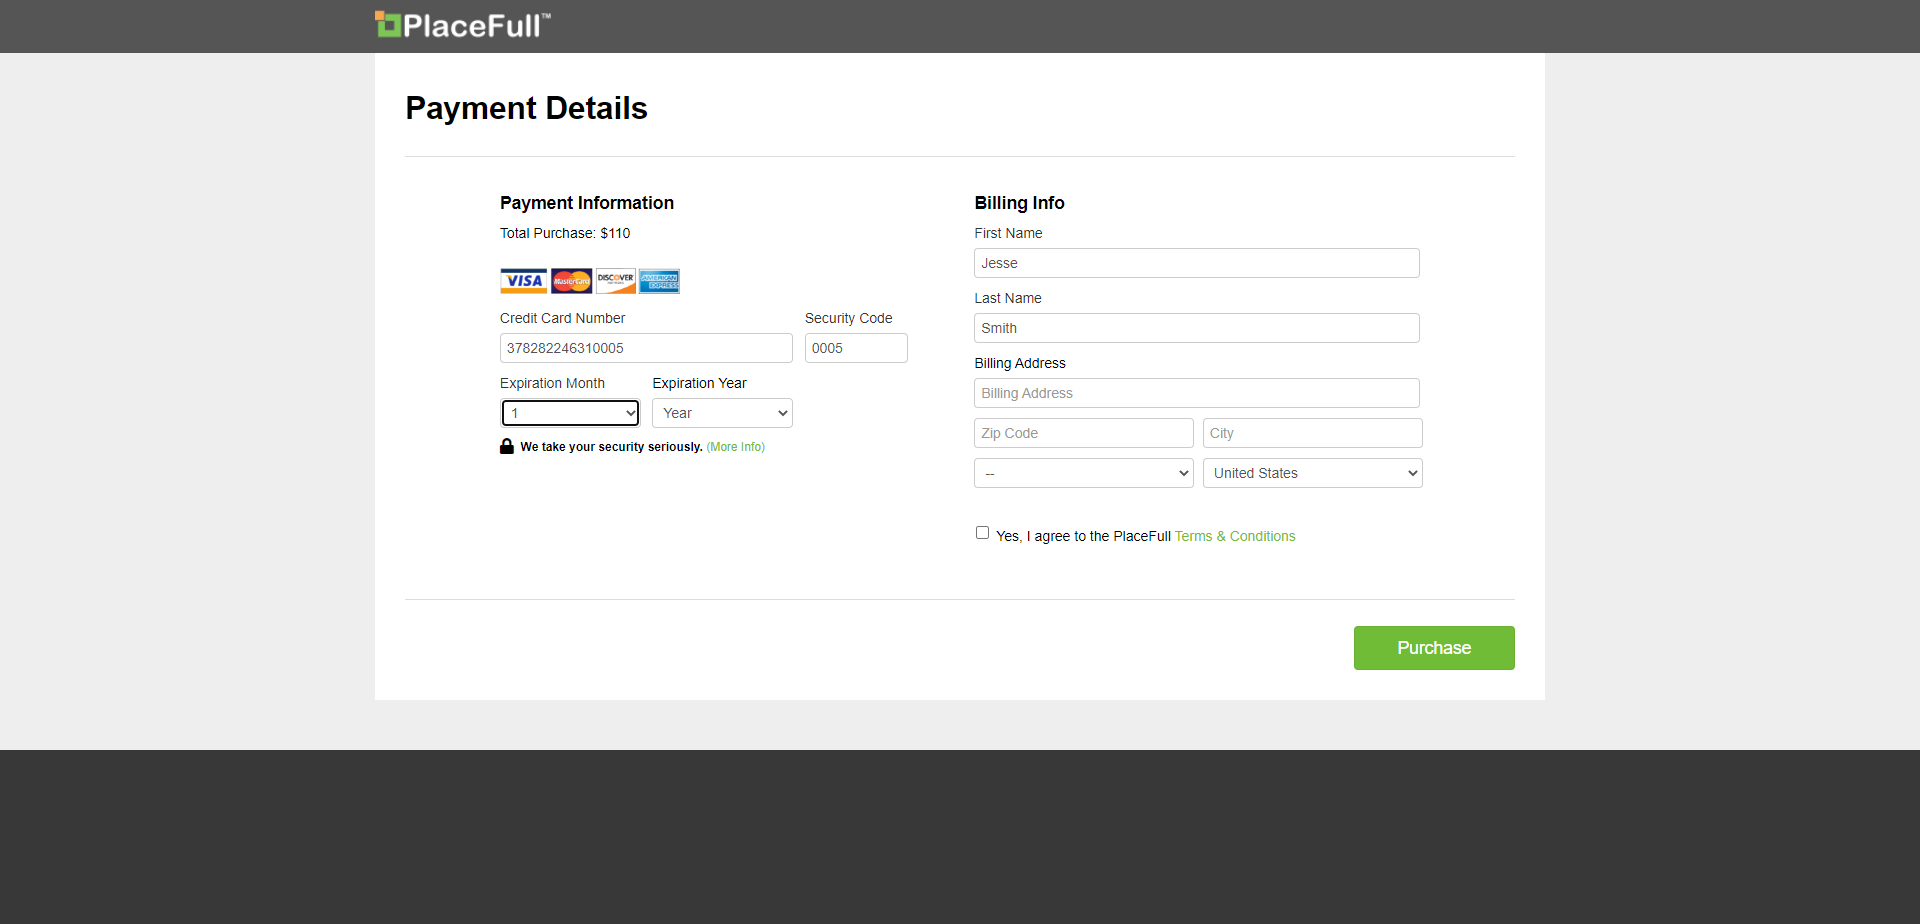 PlaceFull™
Payment Details
Payment Information
Total Purchase: $110
VISA MasterCard DISCOVER AMERICAN EXPRESS
Credit Card Number
Security Code
378282246310005
0005
Expiration Month
Expiration Year
1
Year
We take your security seriously. (More Info)
Billing Info
First Name
Jesse
Last Name
Smith
Billing Address
Billing Address
Zip Code
City
--
United States
Yes, I agree to the PlaceFull Terms & Conditions
Purchase